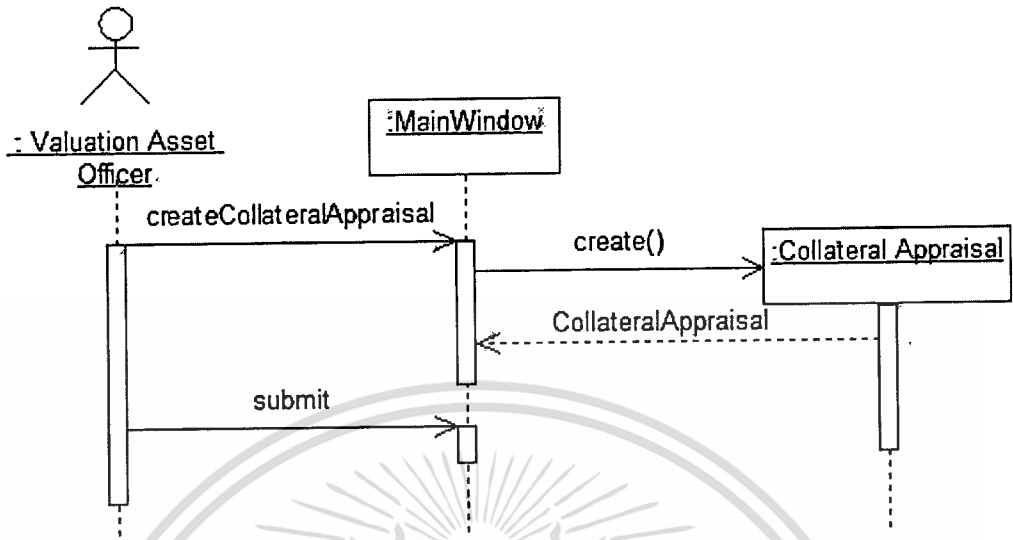 :MainWindow
: Valuation Asset
Officer
createCollateralAppraisal
create()
:Collateral Appraisal
CollateralAppraisal
submit